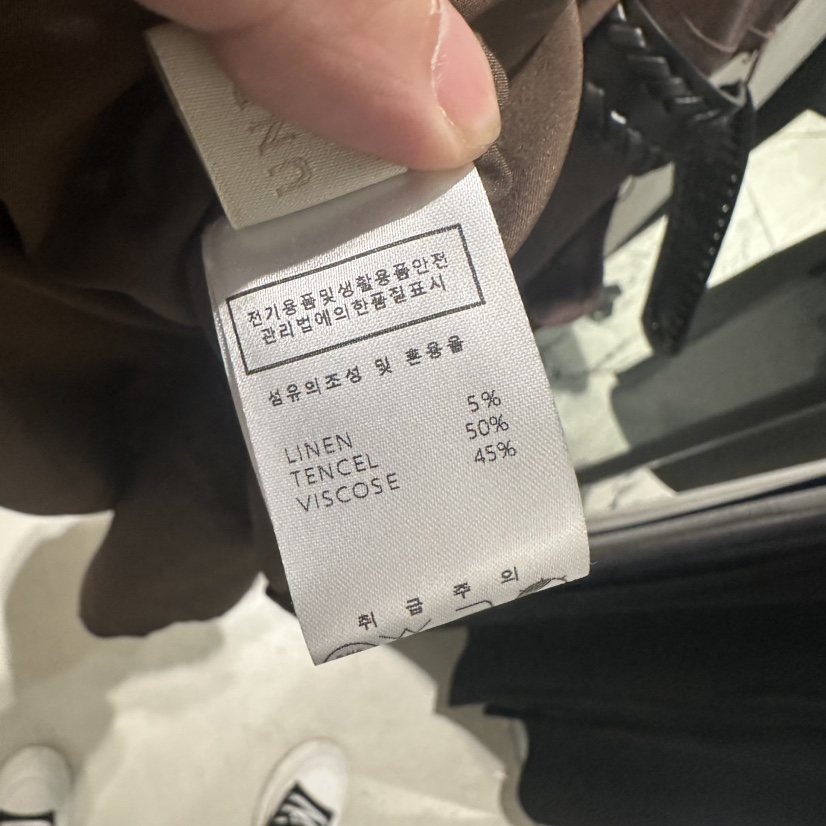 전기용품및생활용품안전
관리법에의한품질표시
섬유의조성 및 혼용율
LINEN 5%
TENCEL 50%
VISCOSE 45%
취 급 주 의